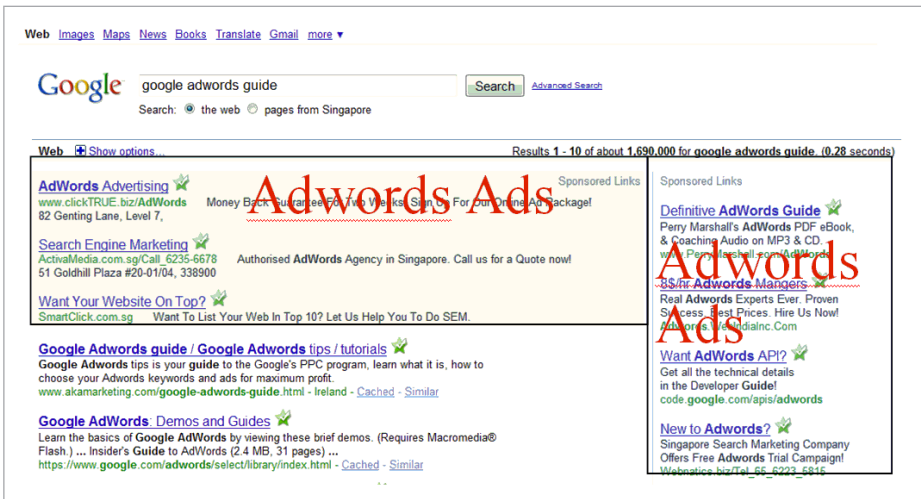 Web Images Maps News Books Translate Gmail more ▼
Google google adwords guide Search Advanced Search
Search: the web pages from Singapore
Web Show options... Results 1 - 10 of about 1,690,000 for google adwords guide. (0.28 seconds)
Sponsored Links
AdWords Advertising
www.clickTRUE.biz/AdWords Money Back Guarantee For Two Weeks. Sign Up For Our Online Ad Package!
82 Genting Lane, Level 7,
Search Engine Marketing
ActivaMedia.com.sg/Call_6235-6678 Authorised AdWords Agency in Singapore. Call us for a Quote now!
51 Goldhill Plaza #20-01/04, 338900
Want Your Website On Top?
SmartClick.com.sg Want To List Your Web In Top 10? Let Us Help You To Do SEM.
Adwords Ads
Google Adwords guide / Google Adwords tips / tutorials
Google Adwords tips is your guide to the Google's PPC program, learn what it is, how to
choose your Adwords keywords and ads for maximum profit.
www.akamarketing.com/google-adwords-guide.html - Ireland - Cached - Similar
Google AdWords: Demos and Guides
Learn the basics of Google AdWords by viewing these brief demos. (Requires Macromedia®
Flash.) ... Insider's Guide to AdWords (2.4 MB, 31 pages) ...
https://www.google.com/adwords/select/library/index.html - Cached - Similar
Sponsored Links
Definitive AdWords Guide
Perry Marshall's AdWords PDF eBook,
& Coaching Audio on MP3 & CD.
www.PerryMarshall.com/AdWords
8$/hr Adwords Mangers
Real Adwords Experts Ever. Proven
Success, Best Prices. Hire Us Now!
Adwords.WebIndiaInc.Com
Want AdWords API?
Get all the technical details
in the Developer Guide!
code.google.com/apis/adwords
New to Adwords?
Singapore Search Marketing Company
Offers Free Adwords Trial Campaign!
Webnatics.biz/Tel_65_6223_5815
Adwords
Ads